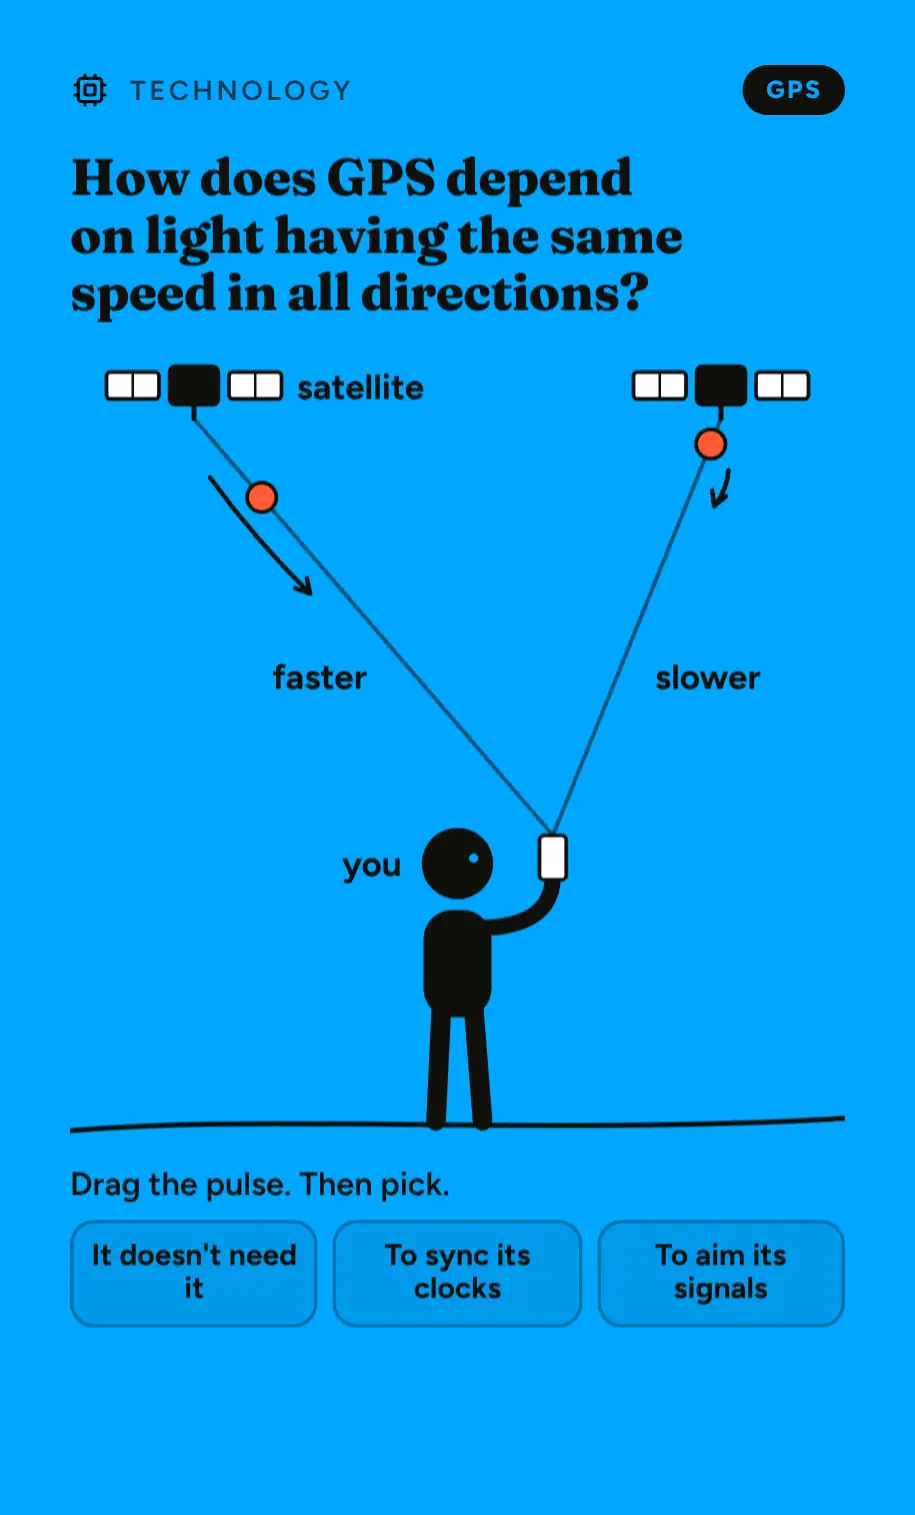 TECHNOLOGY
GPS
How does GPS depend
on light having the same
speed in all directions?
satellite
faster
slower
you
Drag the pulse. Then pick.
It doesn't need
it
To sync its
clocks
To aim its
signals